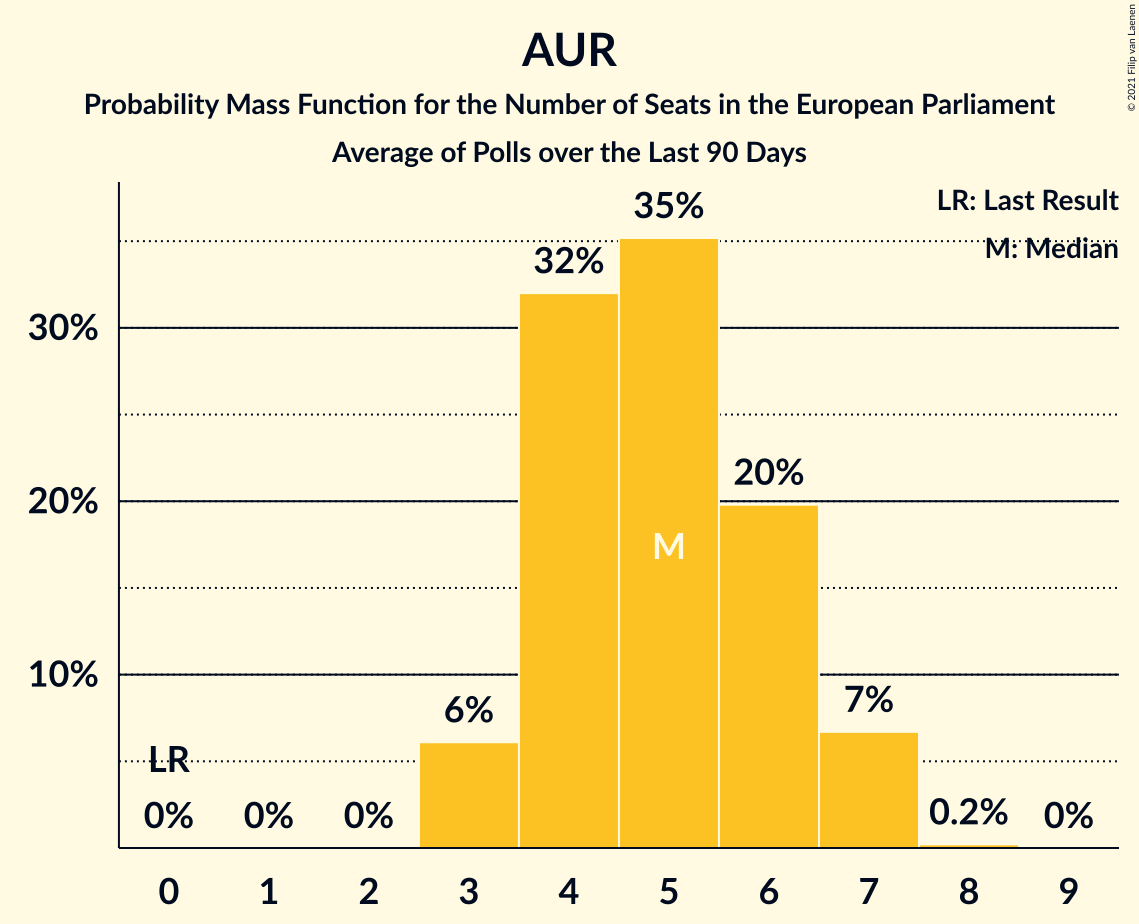 AUR
Probability Mass Function for the Number of Seats in the European Parliament
Average of Polls over the Last 90 Days
© 2021 Filip van Laenen
LR: Last Result
M: Median
35%
32%
30%
20%
20%
M
10%
7%
6%
LR
0%
0%
0%
0.2%
0%
0
1
2
3
4
5
6
7
8
9